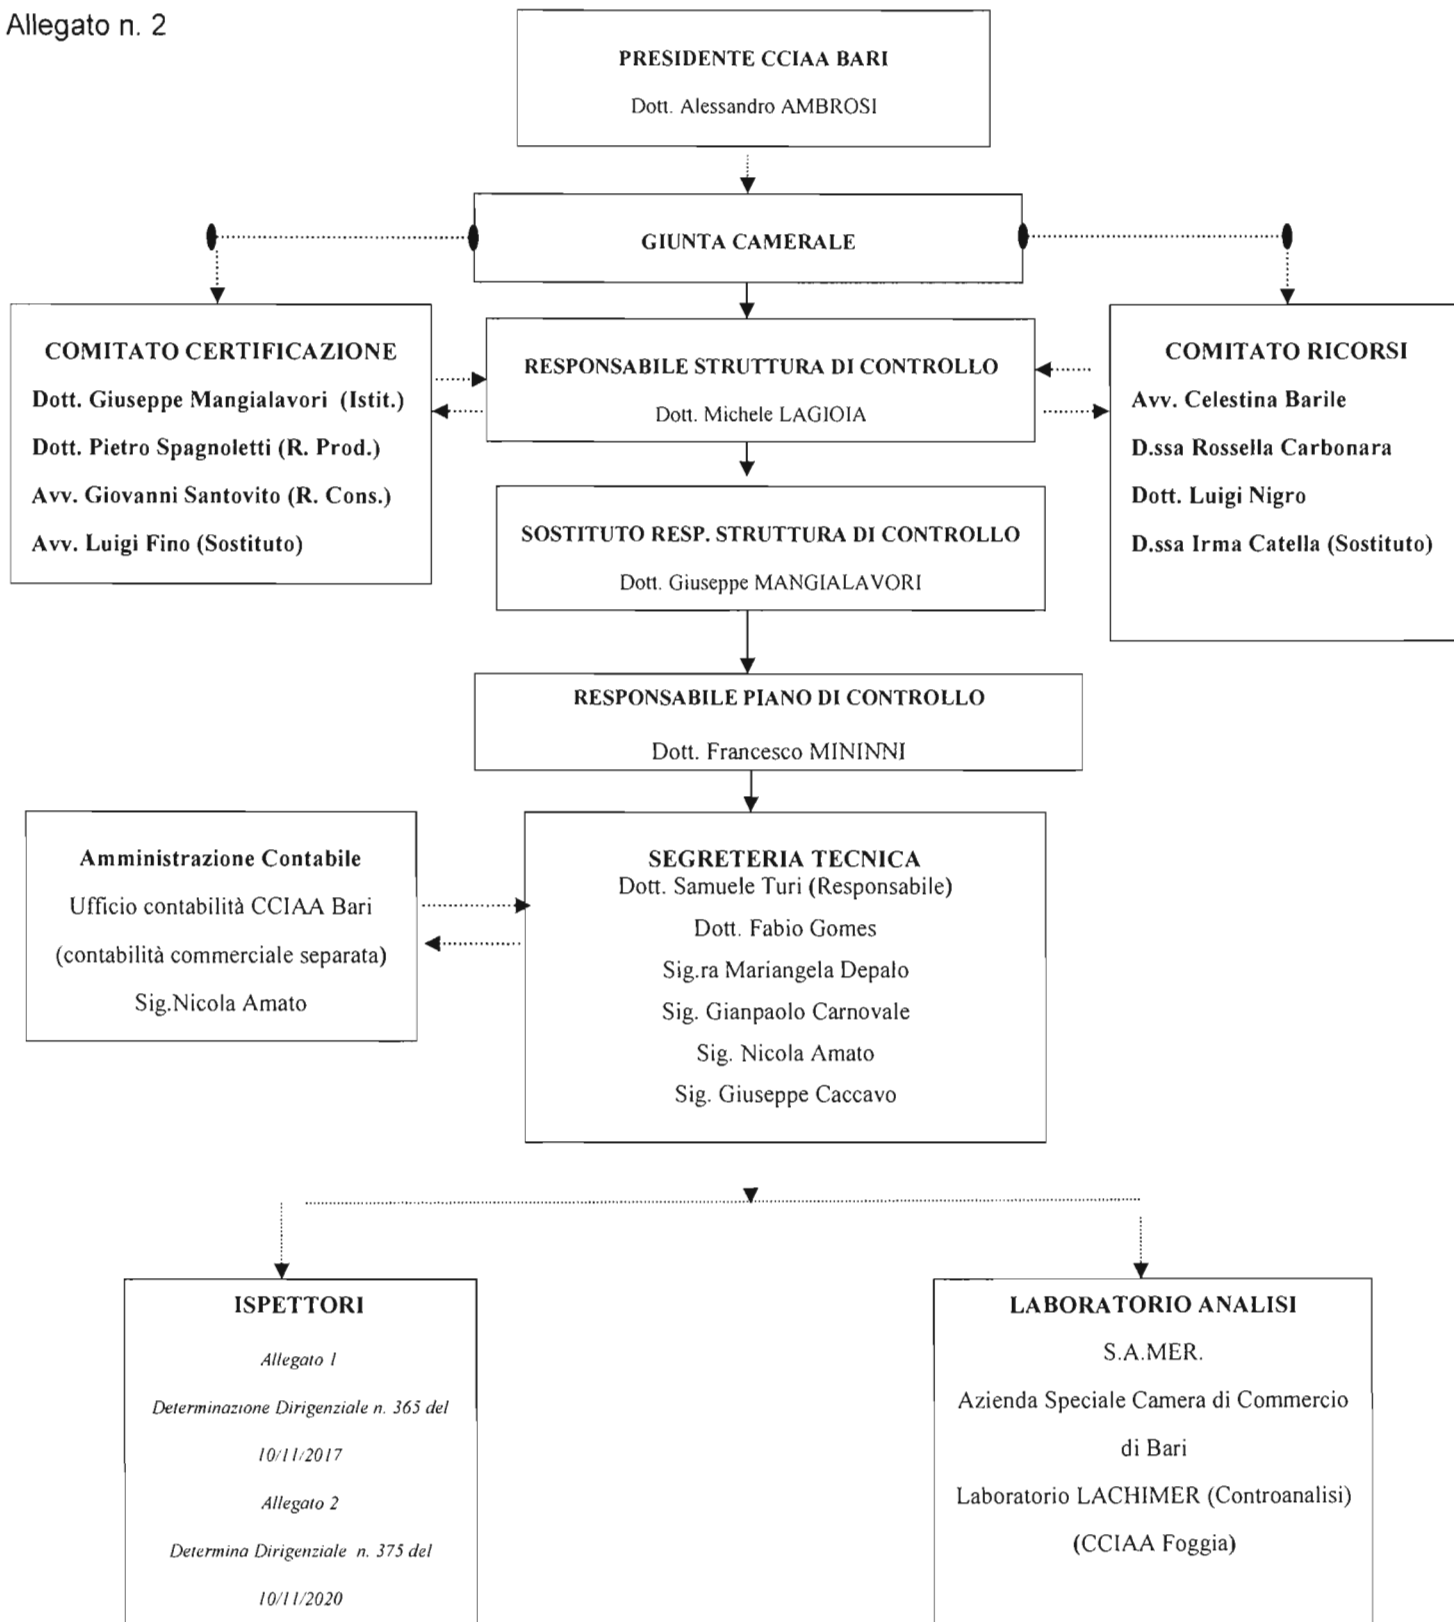 Allegato n. 2
PRESIDENTE CCIAA BARI
Dott. Alessandro AMBROSI
GIUNTA CAMERALE
COMITATO CERTIFICAZIONE
Dott. Giuseppe Mangialavori (Istit.)
Dott. Pietro Spagnoletti (R. Prod.)
Avv. Giovanni Santovito (R. Cons.)
Avv. Luigi Fino (Sostituto)
RESPONSABILE STRUTTURA DI CONTROLLO
Dott. Michele LAGIOIA
COMITATO RICORSI
Avv. Celestina Barile
D.ssa Rossella Carbonara
Dott. Luigi Nigro
D.ssa Irma Catella (Sostituto)
SOSTITUTO RESP. STRUTTURA DI CONTROLLO
Dott. Giuseppe MANGIALAVORI
RESPONSABILE PIANO DI CONTROLLO
Dott. Francesco MININNI
Amministrazione Contabile
Ufficio contabilità CCIAA Bari
(contabilità commerciale separata)
Sig.Nicola Amato
SEGRETERIA TECNICA
Dott. Samuele Turi (Responsabile)
Dott. Fabio Gomes
Sig.ra Mariangela Depalo
Sig. Gianpaolo Carnovale
Sig. Nicola Amato
Sig. Giuseppe Caccavo
ISPETTORI
Allegato 1
Determinazione Dirigenziale n. 365 del
10/11/2017
Allegato 2
Determina Dirigenziale n. 375 del
10/11/2020
LABORATORIO ANALISI
S.A.MER.
Azienda Speciale Camera di Commercio
di Bari
Laboratorio LACHIMER (Controanalisi)
(CCIAA Foggia)